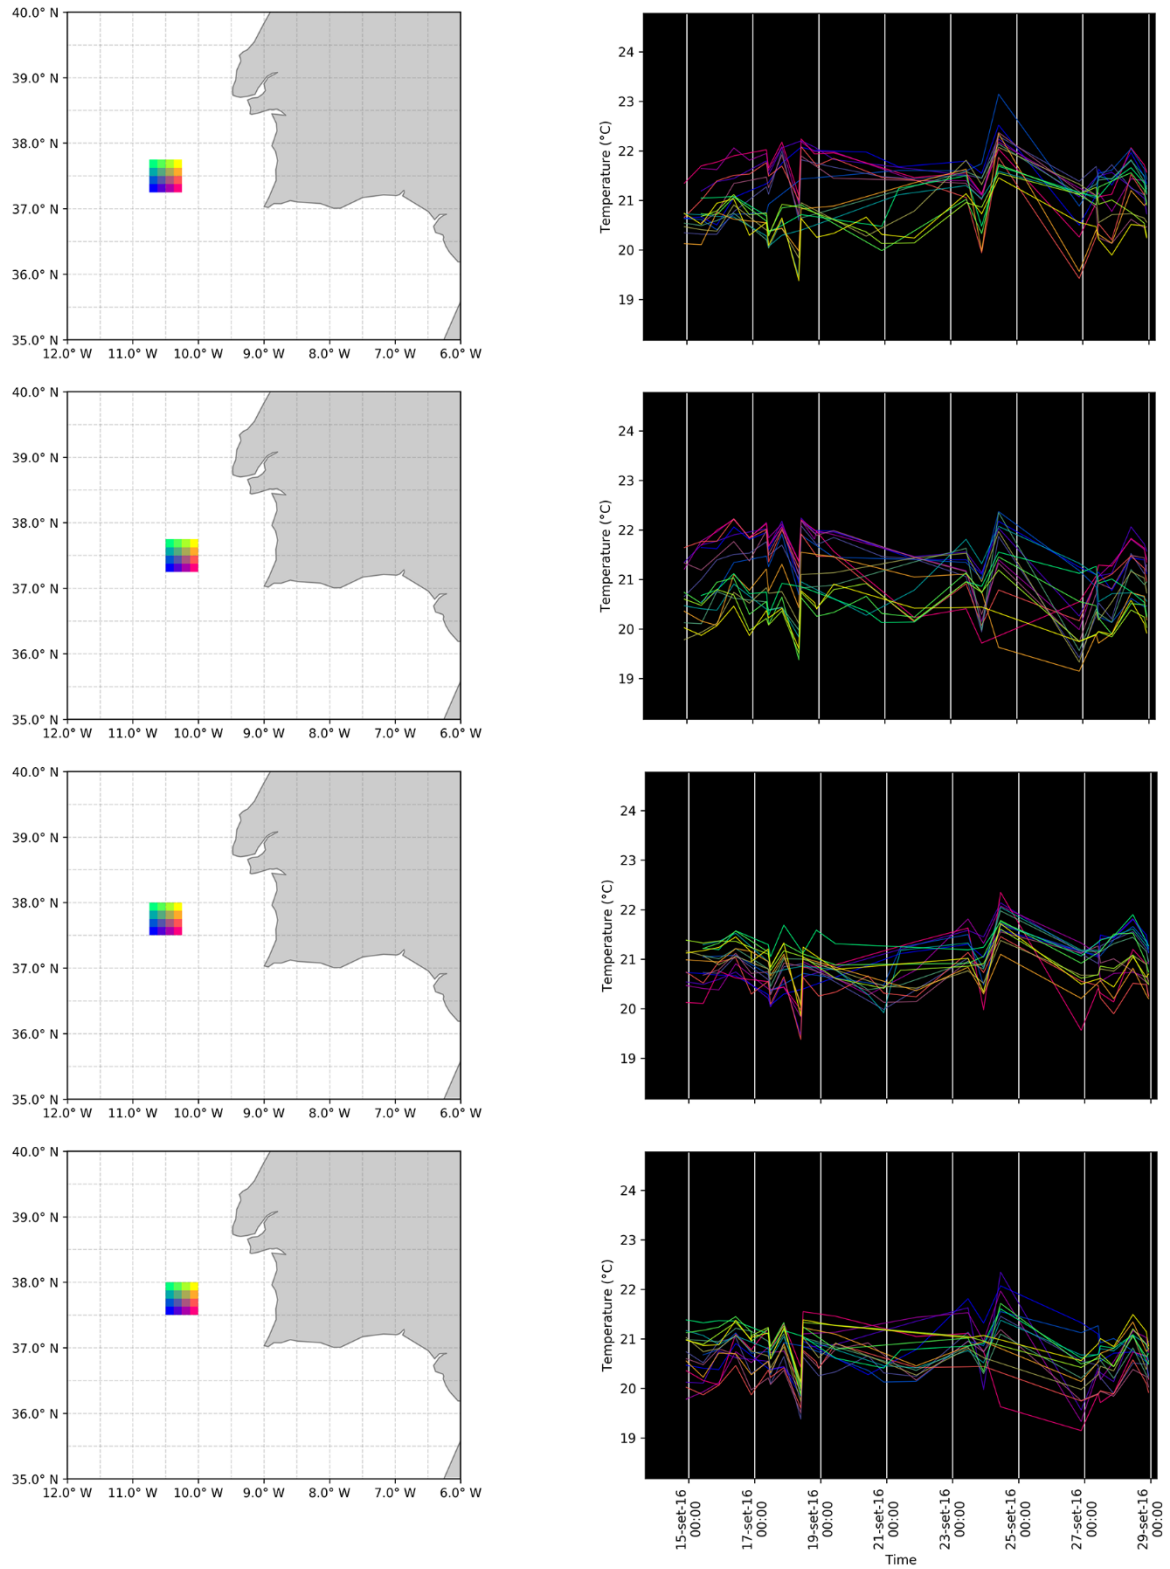 40.0° N
39.0° N
38.0° N
37.0° N
36.0° N
35.0° N
12.0° W 11.0° W 10.0° W 9.0° W 8.0° W 7.0° W 6.0° W
Temperature (°C)
24
23
22
21
20
19
40.0° N
39.0° N
38.0° N
37.0° N
36.0° N
35.0° N
12.0° W 11.0° W 10.0° W 9.0° W 8.0° W 7.0° W 6.0° W
Temperature (°C)
24
23
22
21
20
19
40.0° N
39.0° N
38.0° N
37.0° N
36.0° N
35.0° N
12.0° W 11.0° W 10.0° W 9.0° W 8.0° W 7.0° W 6.0° W
Temperature (°C)
24
23
22
21
20
19
40.0° N
39.0° N
38.0° N
37.0° N
36.0° N
35.0° N
12.0° W 11.0° W 10.0° W 9.0° W 8.0° W 7.0° W 6.0° W
Temperature (°C)
24
23
22
21
20
19
15-set-16
00:00
17-set-16
00:00
19-set-16
00:00
21-set-16
00:00
23-set-16
00:00
25-set-16
00:00
27-set-16
00:00
29-set-16
00:00
Time